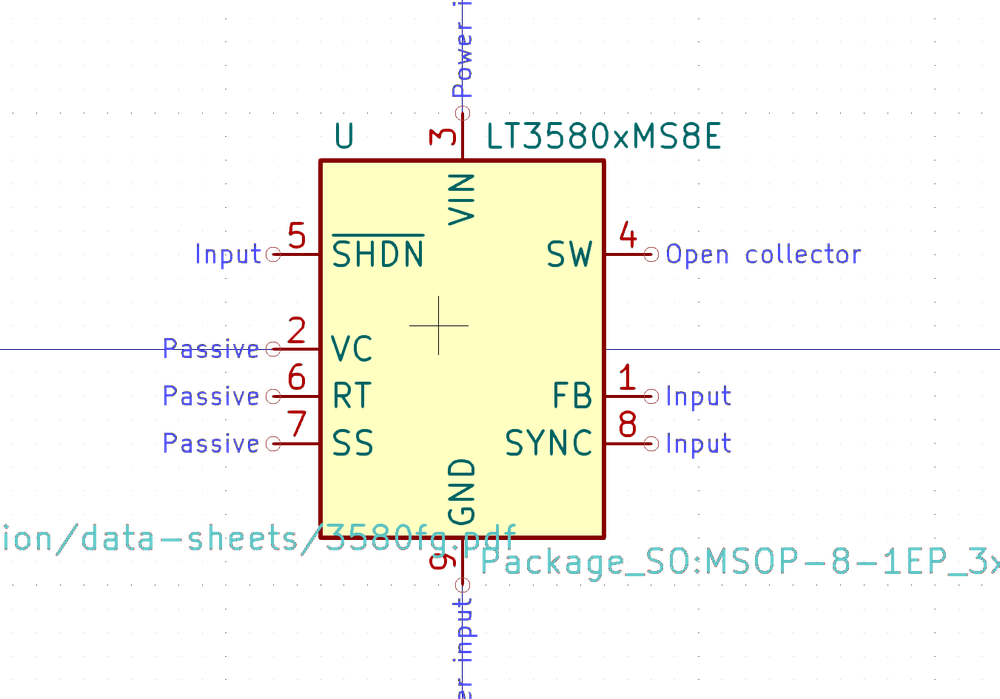 Power i
3
U
LT3580xMS8E
VIN
Input 5 SHDN
SW 4 Open collector
Passive 2 VC
Passive 6 RT
FB 1 Input
Passive 7 SS
SYNC 8 Input
GND
ion/data-sheets/3580fg.pdf
9
Package_SO:MSOP-8-1EP_3x
er input